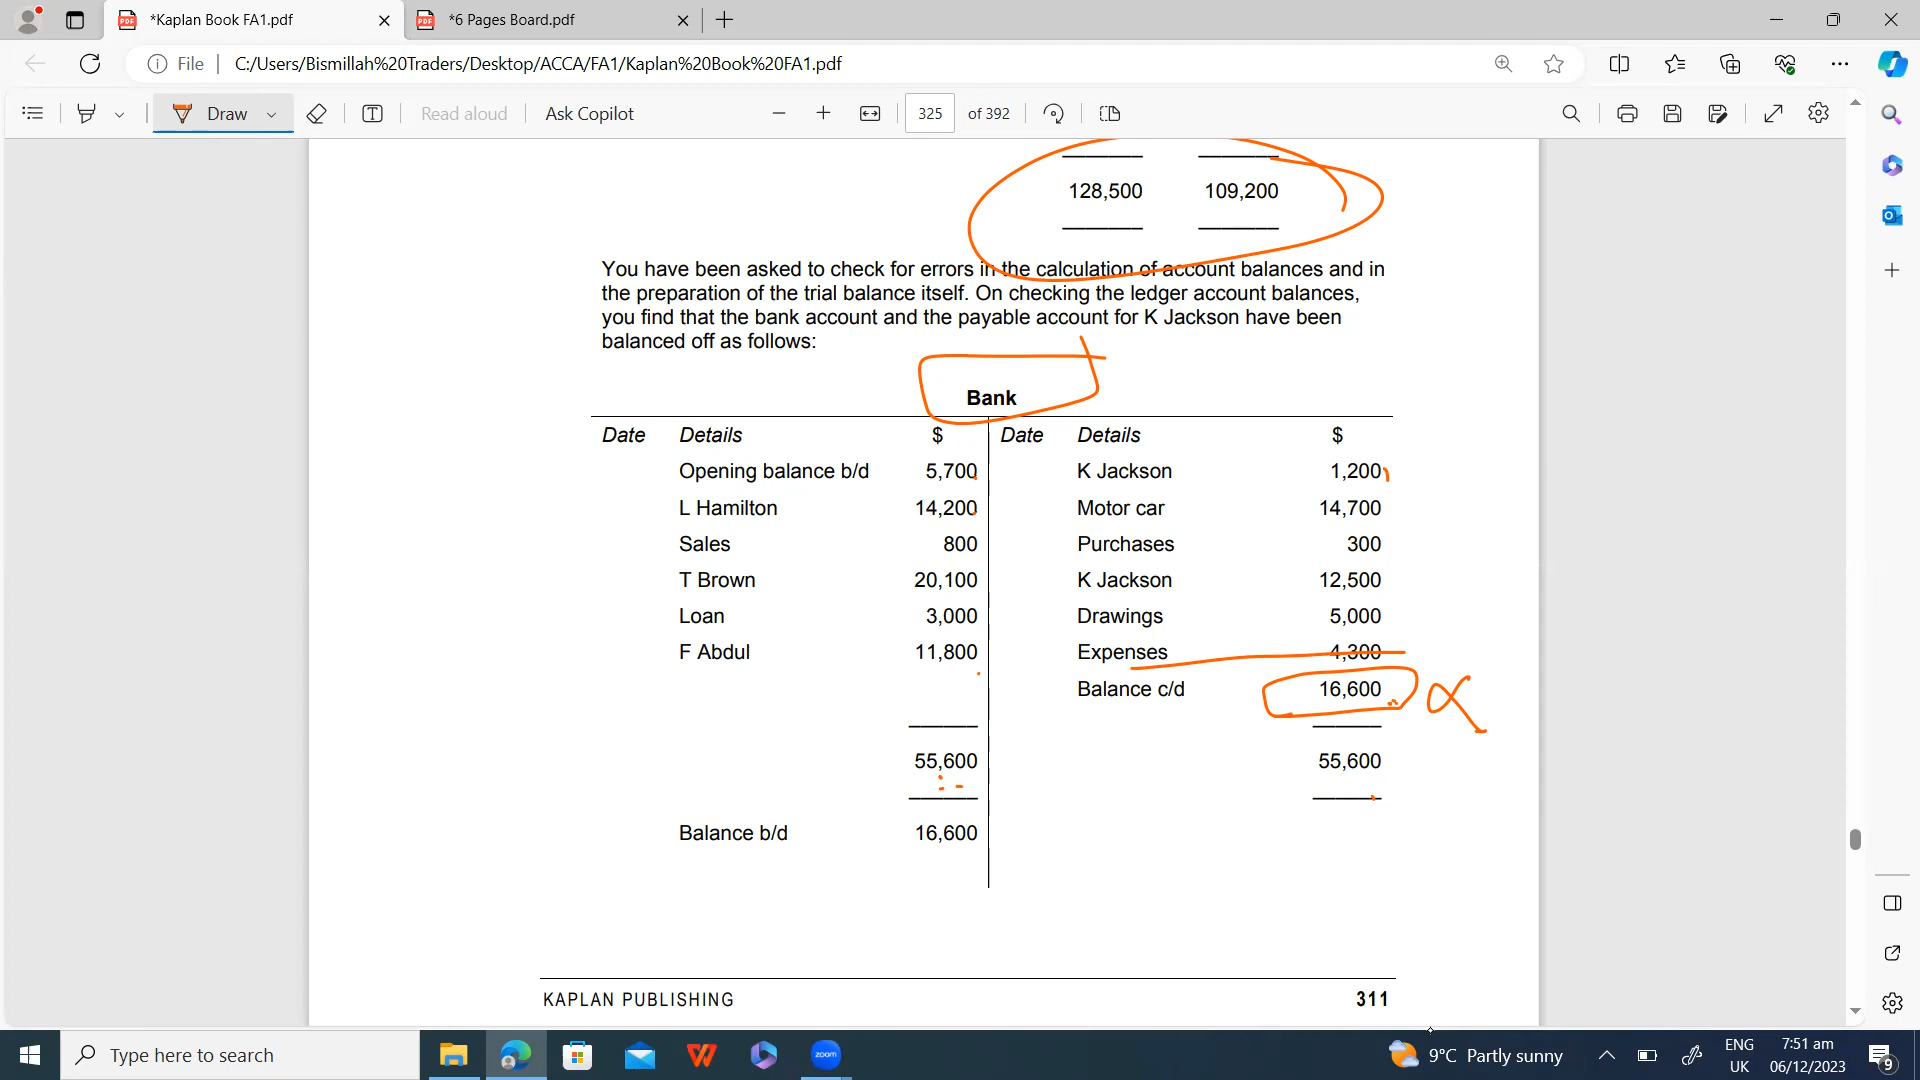 *Kaplan Book FA1.pdf
*6 Pages Board.pdf
File
C:/Users/Bismillah%20Traders/Desktop/ACCA/FA1/Kaplan%20Book%20FA1.pdf
Draw
Read aloud
Ask Copilot
325 of 392
128,500 109,200
You have been asked to check for errors in the calculation of account balances and in
the preparation of the trial balance itself. On checking the ledger account balances,
you find that the bank account and the payable account for K Jackson have been
balanced off as follows:
Bank
Date Details $ Date Details $
Opening balance b/d 5,700 K Jackson 1,200
L Hamilton 14,200 Motor car 14,700
Sales 800 Purchases 300
T Brown 20,100 K Jackson 12,500
Loan 3,000 Drawings 5,000
F Abdul 11,800 Expenses 4,300
Balance c/d 16,600
55,600 55,600
Balance b/d 16,600
KAPLAN PUBLISHING 311
Type here to search
zoom
9°C Partly sunny
ENG
UK
7:51 am
06/12/2023
9